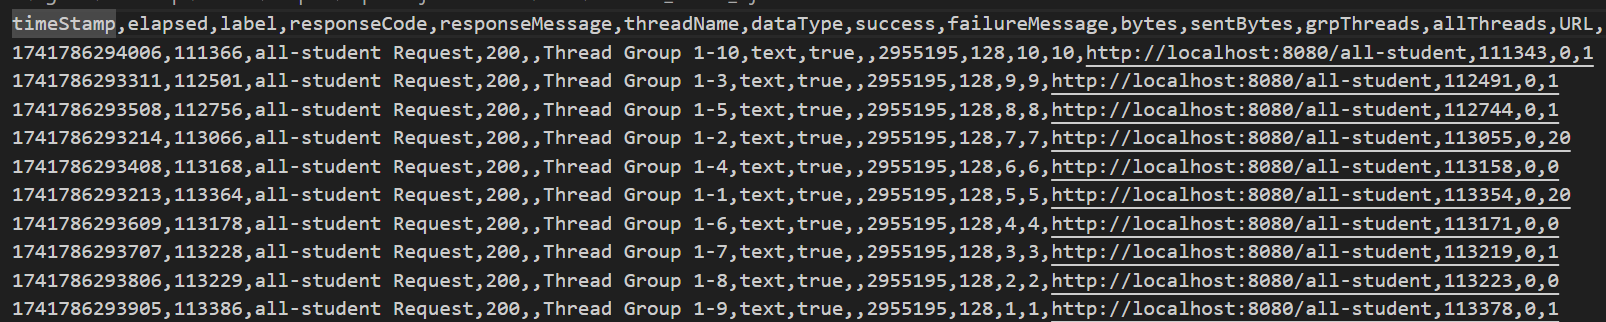 timeStamp,elapsed,label,responseCode,responseMessage,threadName,dataType,success,failureMessage,bytes,sentBytes,grpThreads,allThreads,URL,
1741786294006,111366,all-student Request,200,,Thread Group 1-10,text,true,,2955195,128,10,10,http://localhost:8080/all-student,111343,0,1
1741786293311,112501,all-student Request,200,,Thread Group 1-3,text,true,,2955195,128,9,9,http://localhost:8080/all-student,112491,0,1
1741786293508,112756,all-student Request,200,,Thread Group 1-5,text,true,,2955195,128,8,8,http://localhost:8080/all-student,112744,0,1
1741786293214,113066,all-student Request,200,,Thread Group 1-2,text,true,,2955195,128,7,7,http://localhost:8080/all-student,113055,0,20
1741786293408,113168,all-student Request,200,,Thread Group 1-4,text,true,,2955195,128,6,6,http://localhost:8080/all-student,113158,0,0
1741786293213,113364,all-student Request,200,,Thread Group 1-1,text,true,,2955195,128,5,5,http://localhost:8080/all-student,113354,0,20
1741786293609,113178,all-student Request,200,,Thread Group 1-6,text,true,,2955195,128,4,4,http://localhost:8080/all-student,113171,0,0
1741786293707,113228,all-student Request,200,,Thread Group 1-7,text,true,,2955195,128,3,3,http://localhost:8080/all-student,113219,0,1
1741786293806,113229,all-student Request,200,,Thread Group 1-8,text,true,,2955195,128,2,2,http://localhost:8080/all-student,113223,0,0
1741786293905,113386,all-student Request,200,,Thread Group 1-9,text,true,,2955195,128,1,1,http://localhost:8080/all-student,113378,0,1